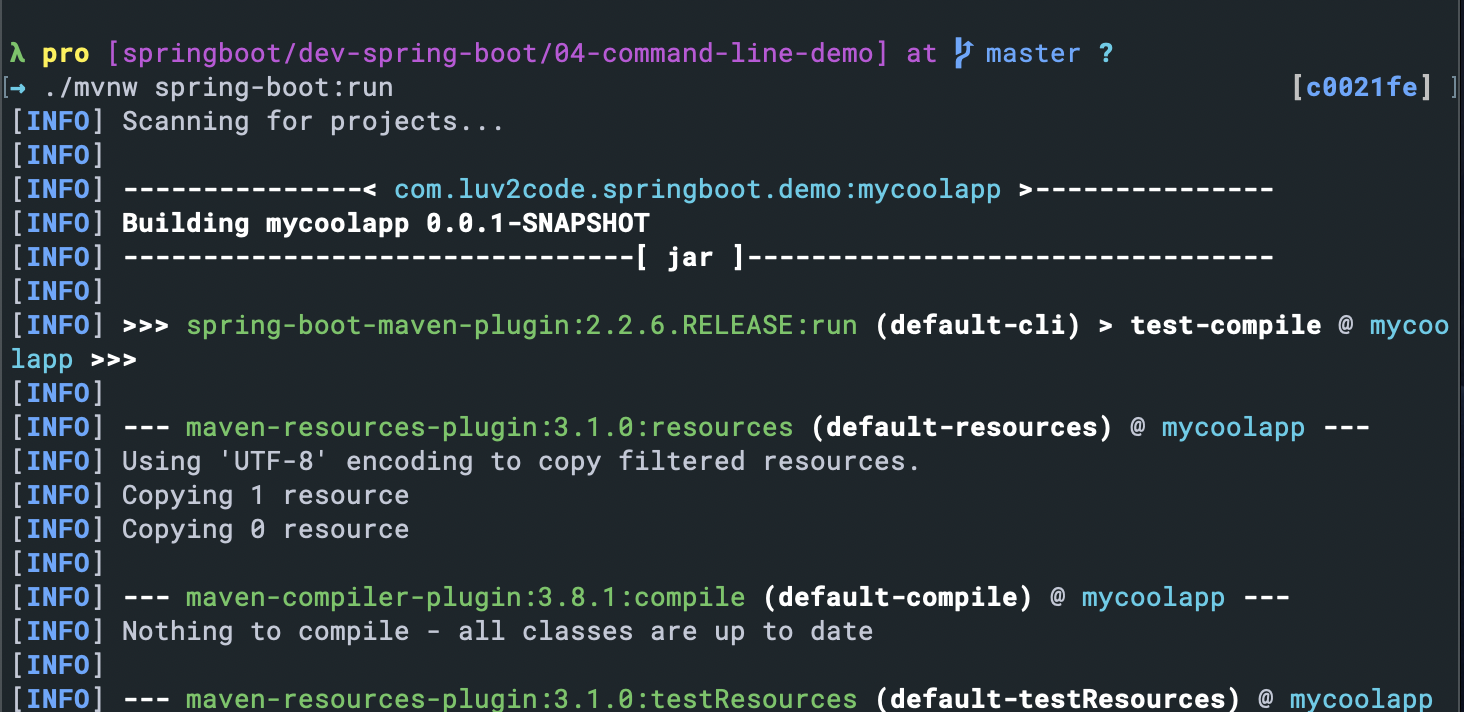 λ pro [springboot/dev-spring-boot/04-command-line-demo] at master ?
[→ ./mvnw spring-boot:run [c0021fe] ]
[INFO] Scanning for projects...
[INFO]
[INFO] ---------------< com.luv2code.springboot.demo:mycoolapp >---------------
[INFO] Building mycoolapp 0.0.1-SNAPSHOT
[INFO] --------------------------------[ jar ]---------------------------------
[INFO]
[INFO] >>> spring-boot-maven-plugin:2.2.6.RELEASE:run (default-cli) > test-compile @ mycoo
lapp >>>
[INFO]
[INFO] --- maven-resources-plugin:3.1.0:resources (default-resources) @ mycoolapp ---
[INFO] Using 'UTF-8' encoding to copy filtered resources.
[INFO] Copying 1 resource
[INFO] Copying 0 resource
[INFO]
[INFO] --- maven-compiler-plugin:3.8.1:compile (default-compile) @ mycoolapp ---
[INFO] Nothing to compile - all classes are up to date
[INFO]
[INFO] --- maven-resources-plugin:3.1.0:testResources (default-testResources) @ mycoolapp